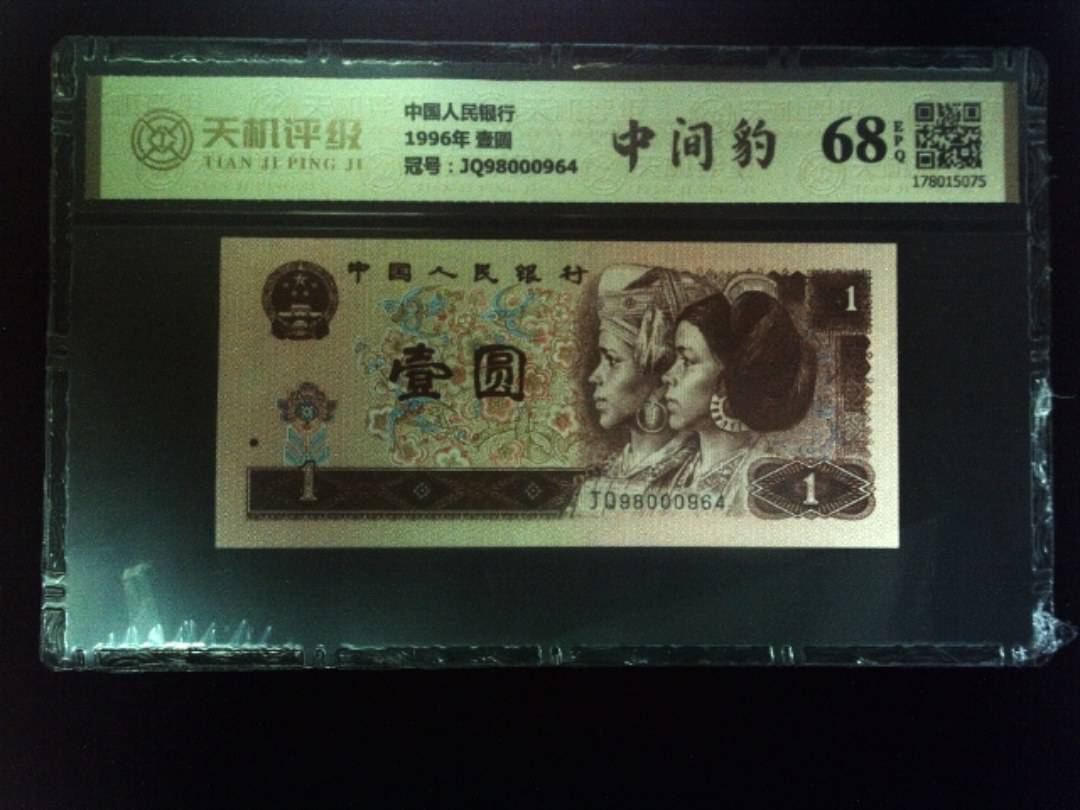 天机评级
TIAN JI PING JI
中国人民银行
1996年 壹圆
冠号：JQ98000964
中间豹
68
EPQ
178015075
中国人民银行
1
壹圆
1
JQ98000964
1